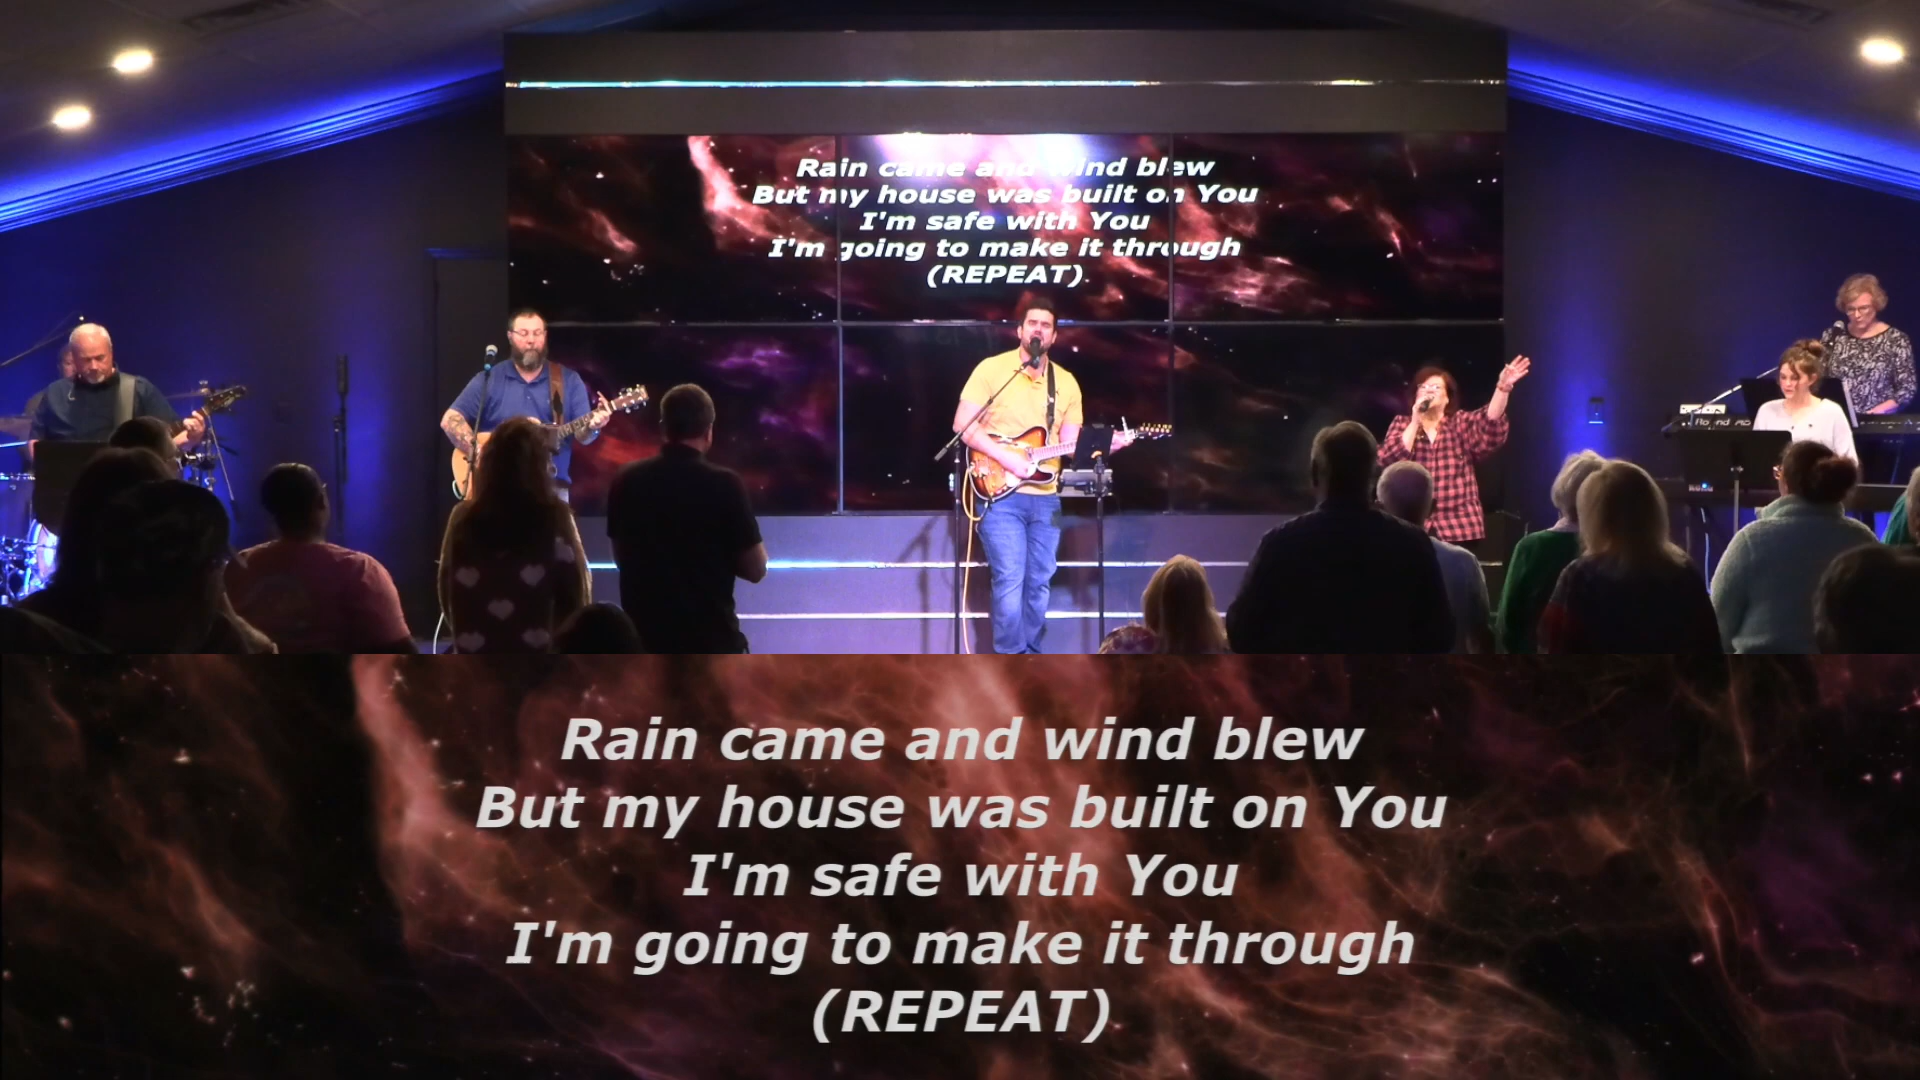 Rain came and wind blew
But my house was built on You
I'm safe with You
I'm going to make it through
(REPEAT)
Roland
Rain came and wind blew
But my house was built on You
I'm safe with You
I'm going to make it through
(REPEAT)